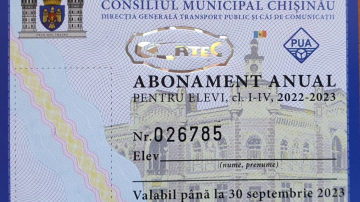 CONSILIUL MUNICIPAL CHIȘINĂU
DIRECȚIA GENERALĂ TRANSPORT PUBLIC ȘI CĂI DE COMUNICAȚII
PUA
ABONAMENT ANUAL
PENTRU ELEVI, cl. I-IV, 2022-2023
Nr. 026785
Elev
(nume, prenume)
Valabil până la 30 septembrie 2023